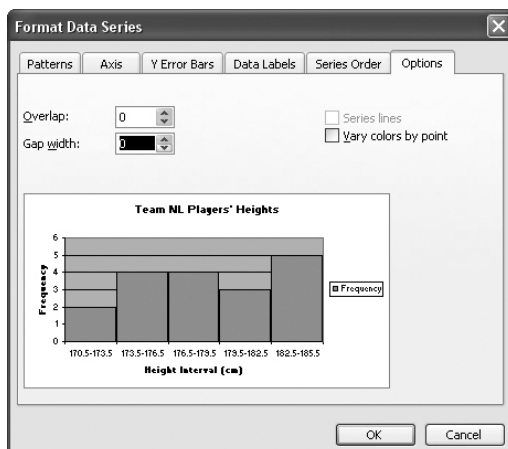 Format Data Series
Patterns Axis Y Error Bars Data Labels Series Order Options
Overlap: 0
Series lines
Gap width: 0
Vary colors by point
Team NL Players' Heights
6
5
4
3
2
1
0
Frequency
170.5-173.5 173.5-176.5 176.5-179.5 179.5-182.5 182.5-185.5
Height Interval (cm)
Frequency
OK Cancel